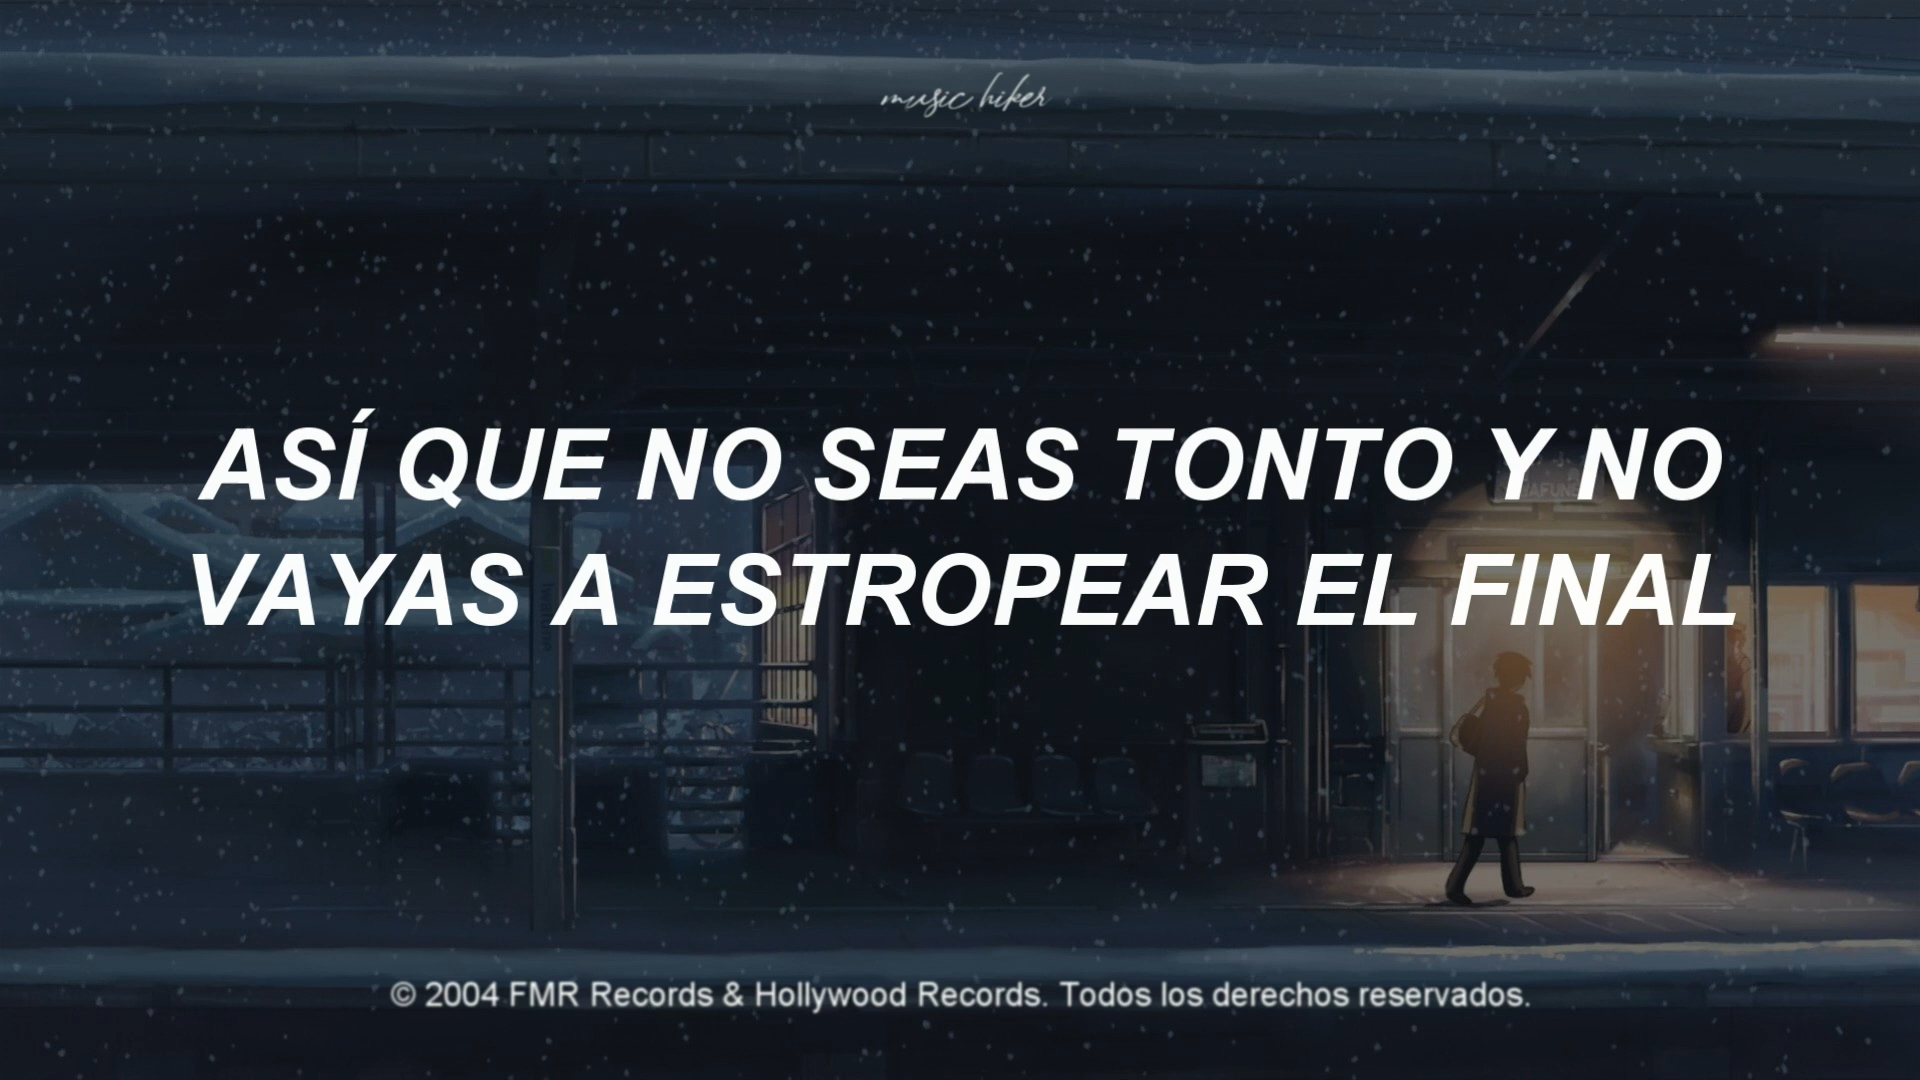 music hiker
ASÍ QUE NO SEAS TONTO Y NO
VAYAS A ESTROPEAR EL FINAL
© 2004 FMR Records & Hollywood Records. Todos los derechos reservados.